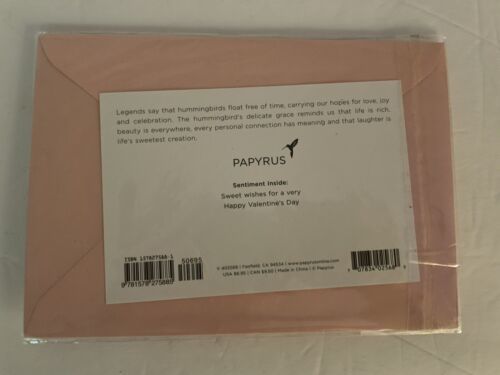 Legends say that hummingbirds float free of time, carrying our hopes for love, joy
and celebration. The hummingbird's delicate grace reminds us that life is rich,
beauty is everywhere, every personal connection has meaning and that laughter is
life's sweetest creation.
PAPYRUS
Sentiment Inside:
Sweet wishes for a very
Happy Valentine's Day
50695
V 402588 | Fairfield, CA 94534 | www.papyrusonline.com
USA $6.95 | CAN $9.50 | Made in China | © Papyrus